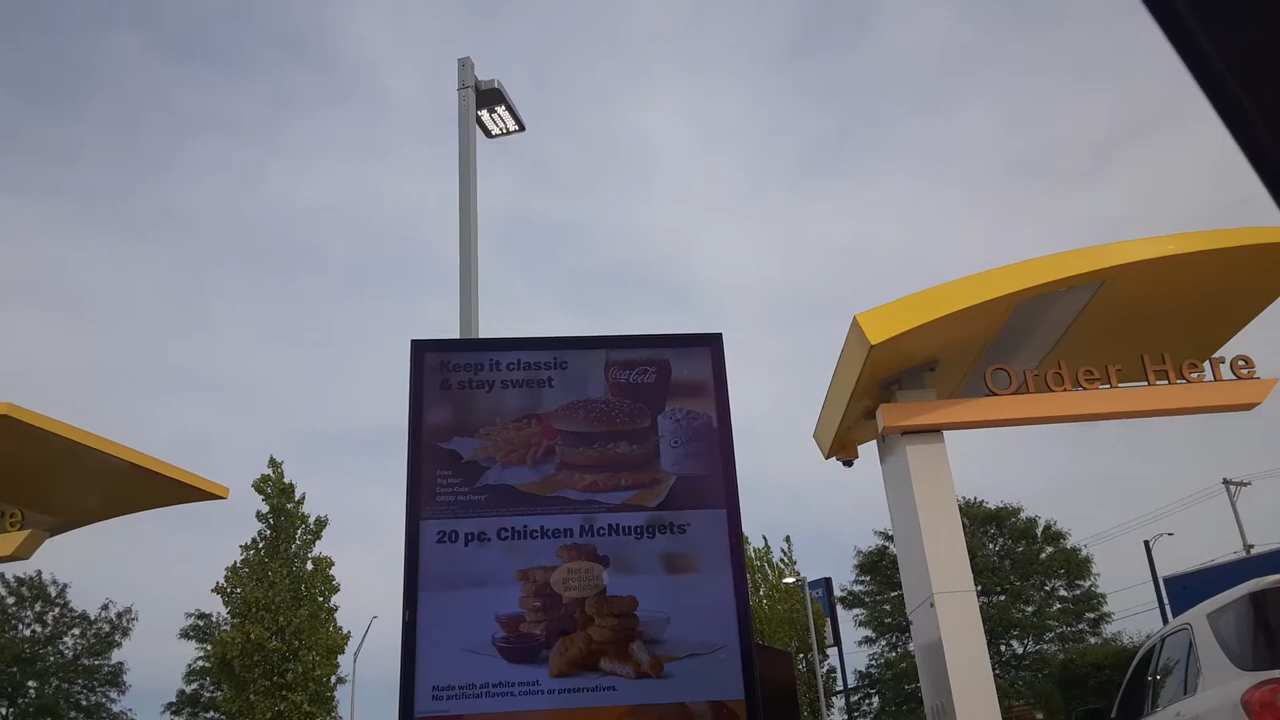 Keep it classic
& stay sweet
Coca-Cola
Fries
Big Mac®
Coca-Cola®
OREO® McFlurry®
20 pc. Chicken McNuggets®
Not all
products
available
Made with all white meat.
No artificial flavors, colors or preservatives.
Order Here